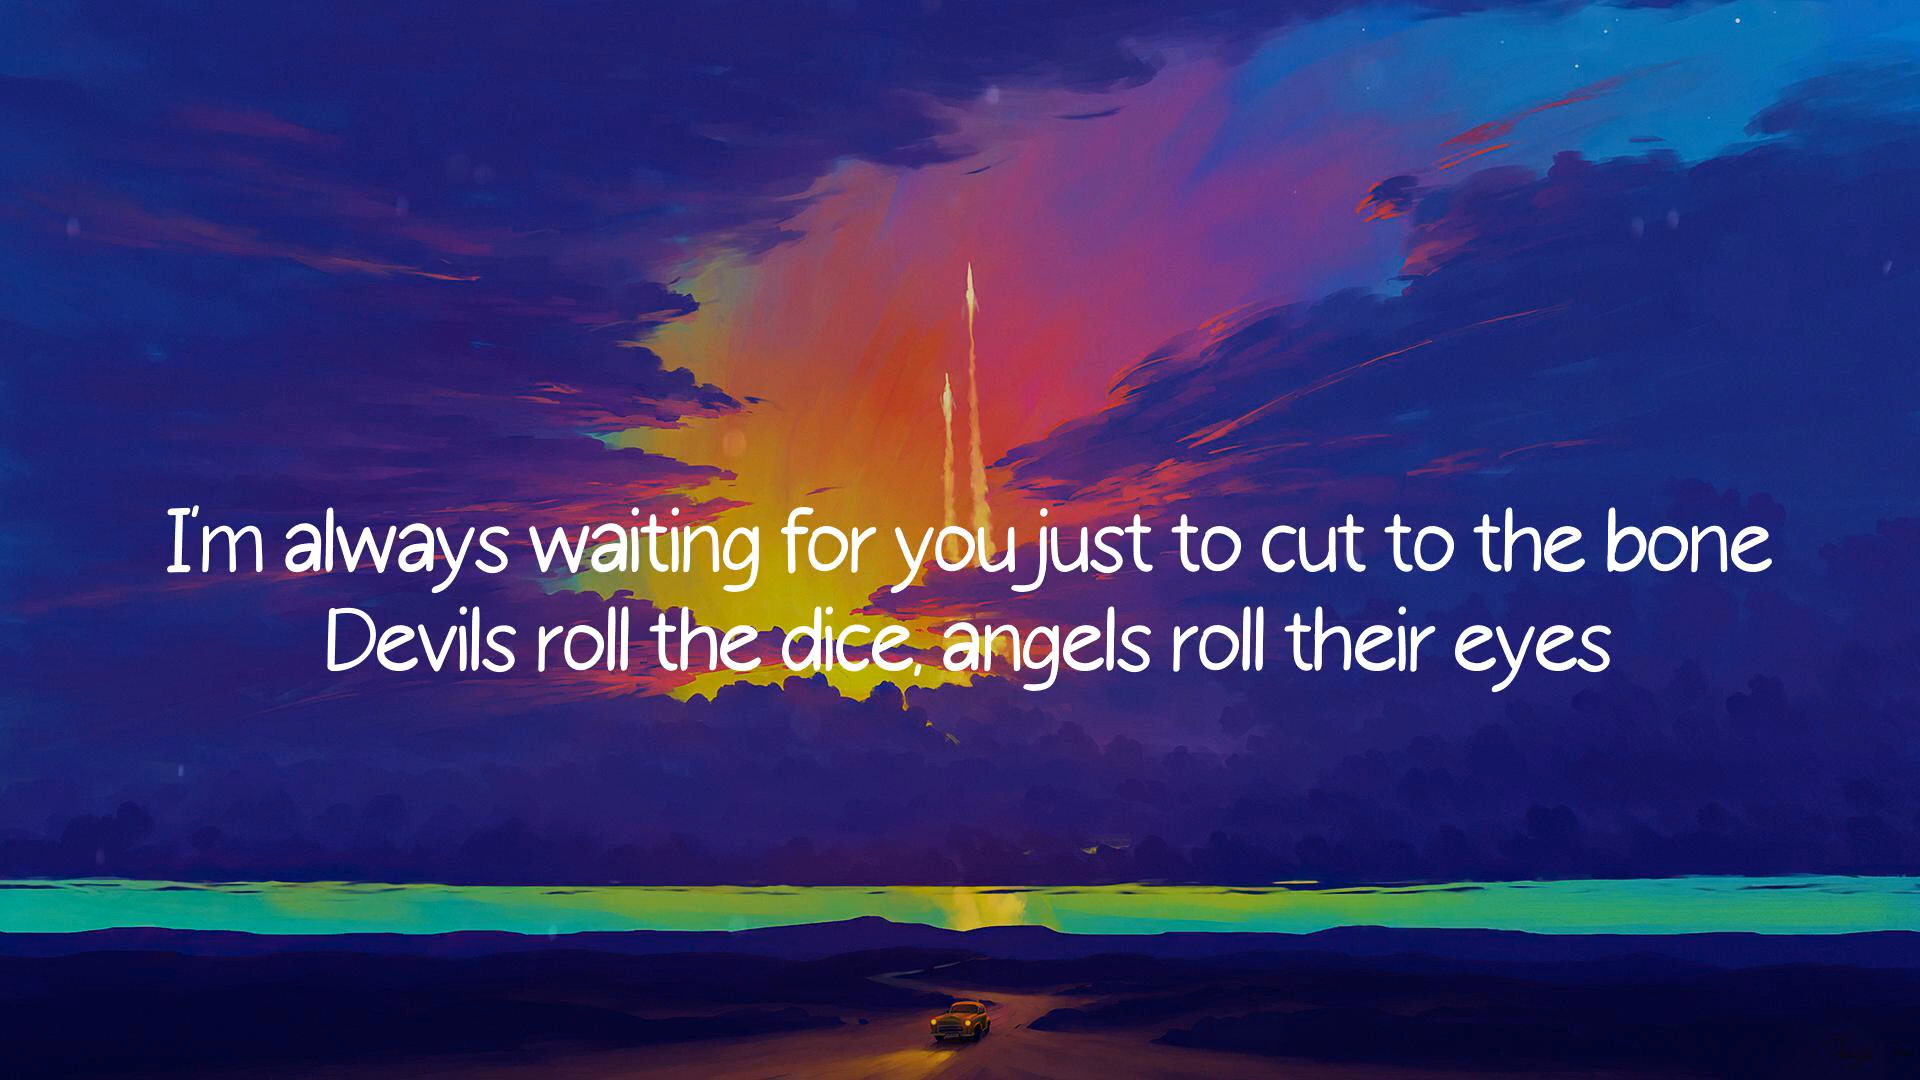 I'm always waiting for you just to cut to the bone
Devils roll the dice, angels roll their eyes